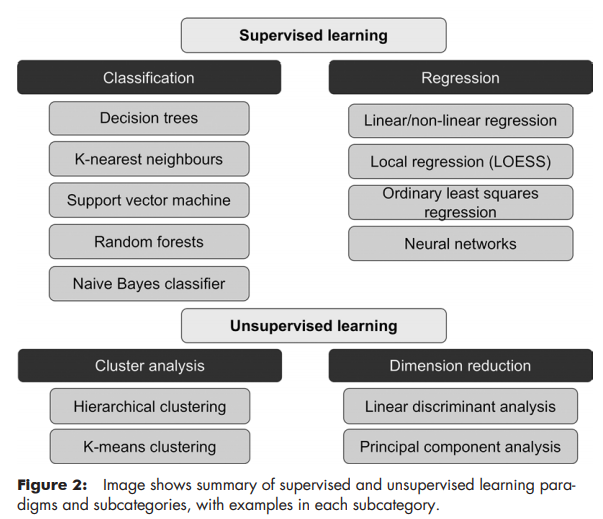 Supervised learning
Classification
Decision trees
K-nearest neighbours
Support vector machine
Random forests
Naive Bayes classifier
Regression
Linear/non-linear regression
Local regression (LOESS)
Ordinary least squares
regression
Neural networks
Unsupervised learning
Cluster analysis
Hierarchical clustering
K-means clustering
Dimension reduction
Linear discriminant analysis
Principal component analysis
Figure 2: Image shows summary of supervised and unsupervised learning para-
digms and subcategories, with examples in each subcategory.